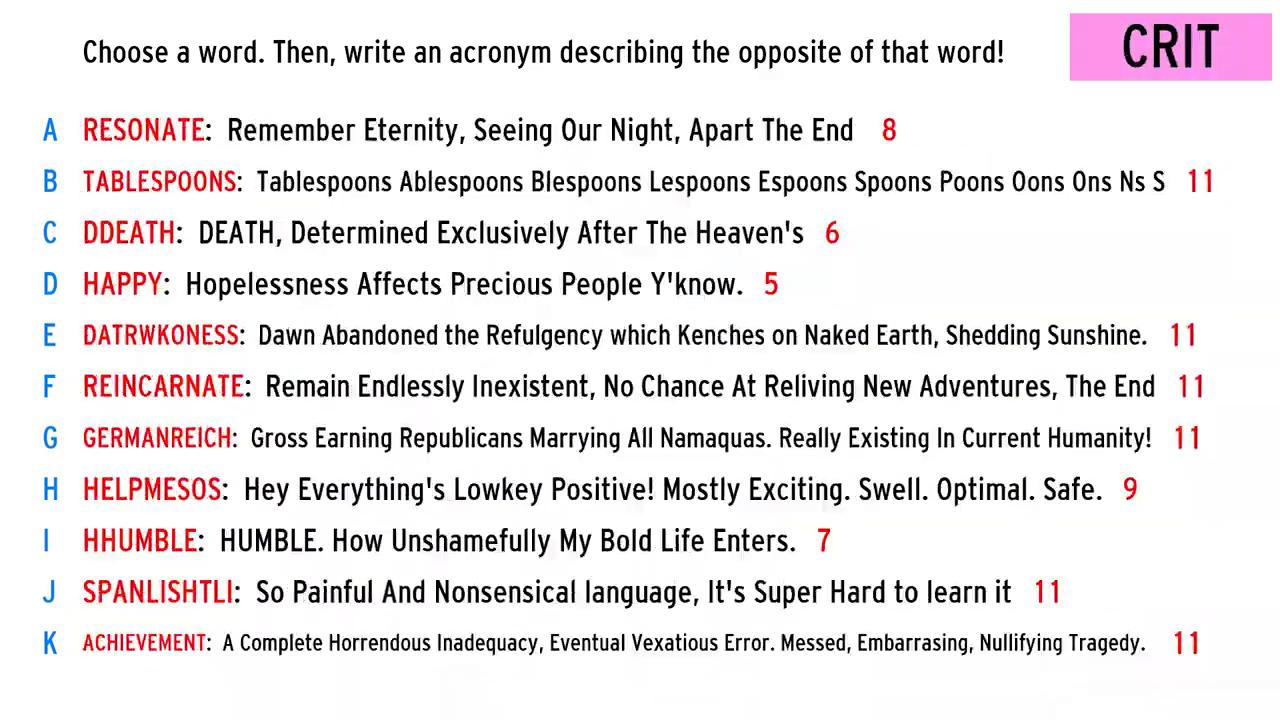 Choose a word. Then, write an acronym describing the opposite of that word!
CRIT
A RESONATE: Remember Eternity, Seeing Our Night, Apart The End 8
B TABLESPOONS: Tablespoons Ablespoons Blespoons Lespoons Espoons Spoons Poons Oons Ons Ns S 11
C DDEATH: DEATH, Determined Exclusively After The Heaven's 6
D HAPPY: Hopelessness Affects Precious People Y'know. 5
E DATRWKONESS: Dawn Abandoned the Refulgency which Kenches on Naked Earth, Shedding Sunshine. 11
F REINCARNATE: Remain Endlessly Inexistent, No Chance At Reliving New Adventures, The End 11
G GERMANREICH: Gross Earning Republicans Marrying All Namaquas. Really Existing In Current Humanity! 11
H HELPMESOS: Hey Everything's Lowkey Positive! Mostly Exciting. Swell. Optimal. Safe. 9
I HHUMBLE: HUMBLE. How Unshamefully My Bold Life Enters. 7
J SPANLISHTLI: So Painful And Nonsensical language, It's Super Hard to learn it 11
K ACHIEVEMENT: A Complete Horrendous Inadequacy, Eventual Vexatious Error. Messed, Embarrasing, Nullifying Tragedy. 11